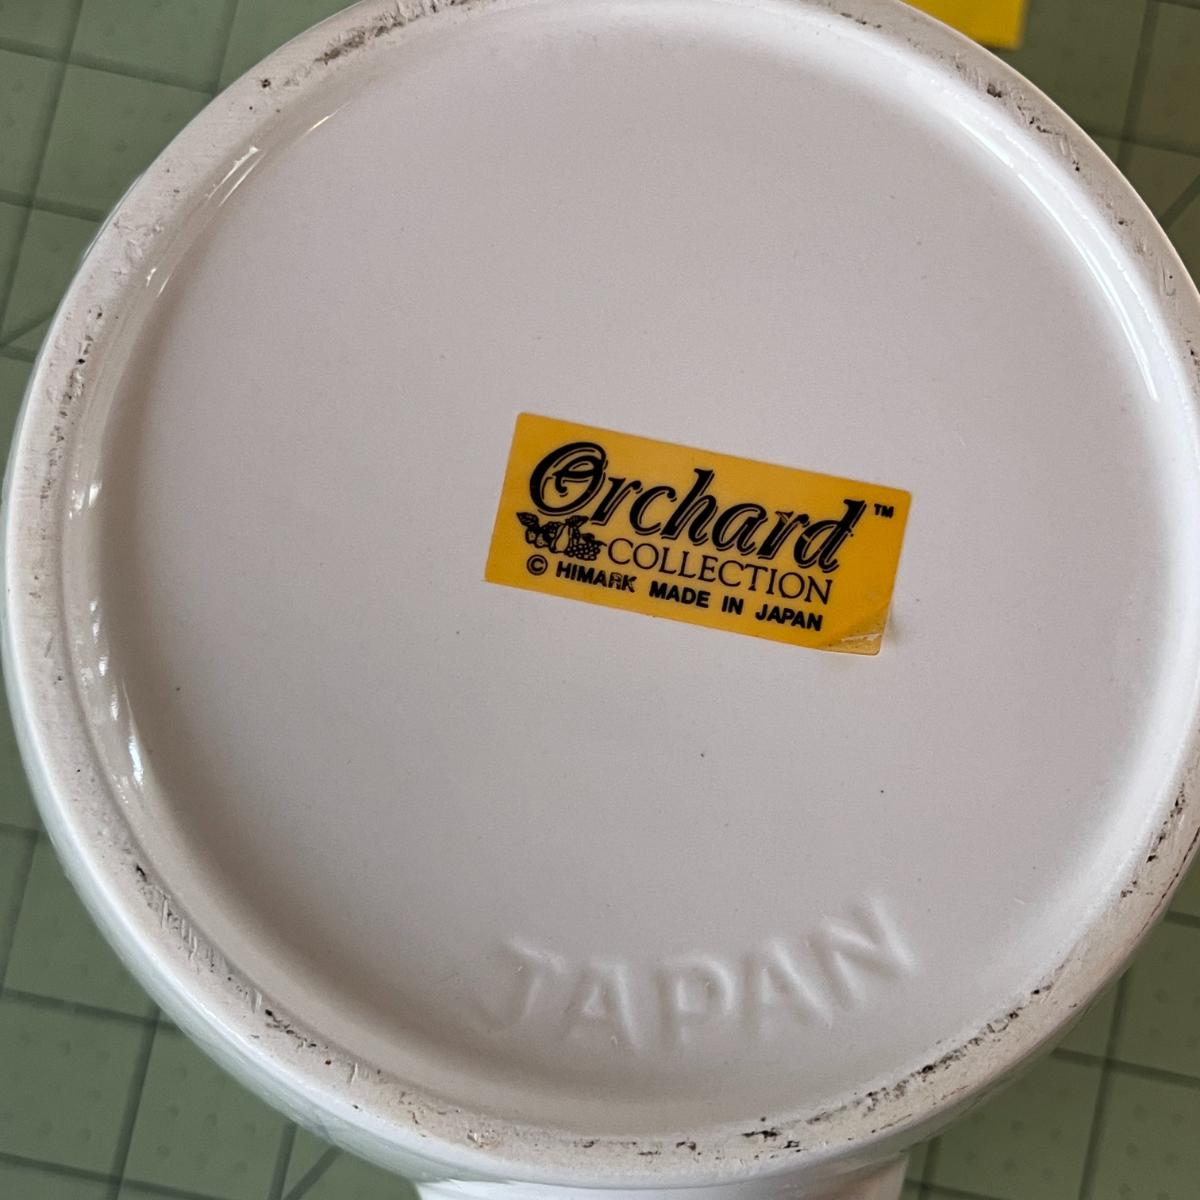 Orchard™
COLLECTION
© HIMARK MADE IN JAPAN
JAPAN